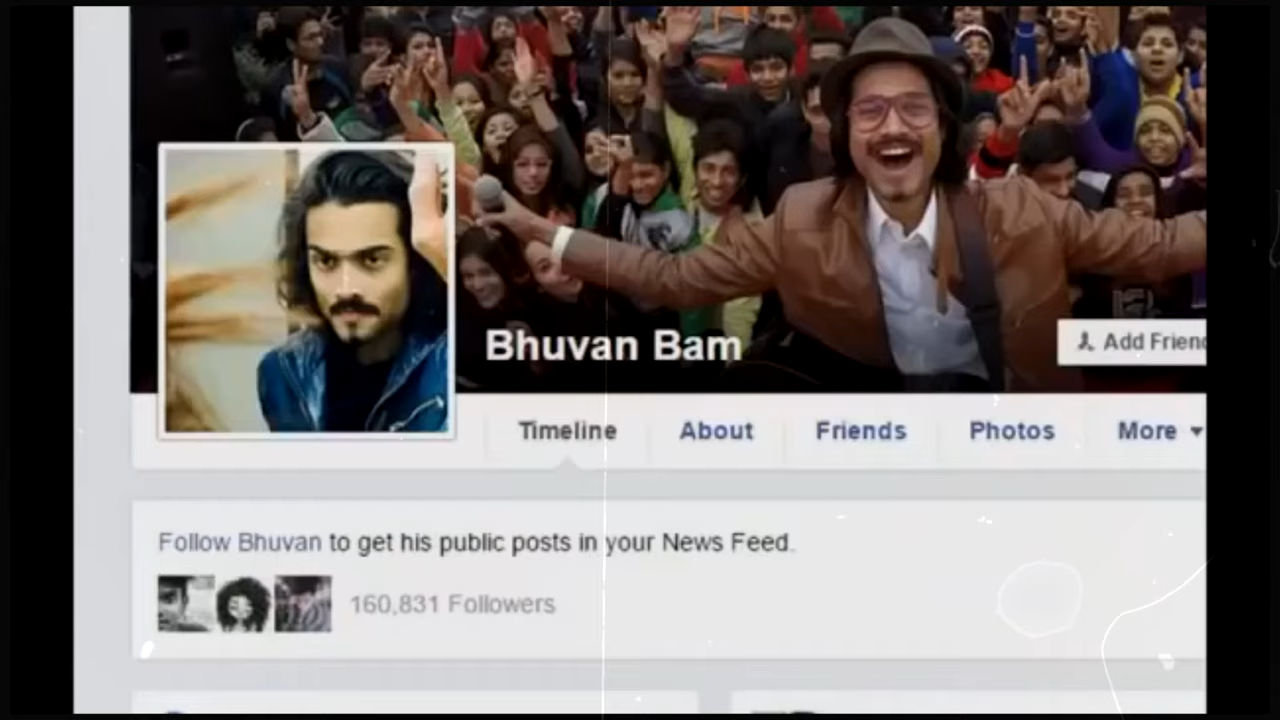 Bhuvan Bam
Add Frien
Timeline About Friends Photos More
Follow Bhuvan to get his public posts in your News Feed.
160,831 Followers